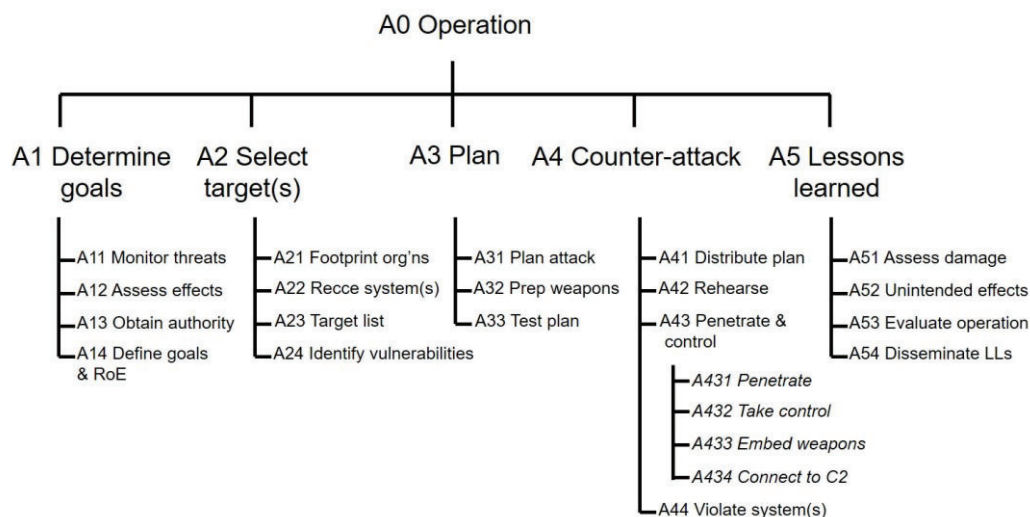 A0 Operation
A1 Determine
goals
A2 Select
target(s)
A3 Plan
A4 Counter-attack
A5 Lessons
learned
A11 Monitor threats
A12 Assess effects
A13 Obtain authority
A14 Define goals
& RoE
A21 Footprint org'ns
A22 Recce system(s)
A23 Target list
A24 Identify vulnerabilities
A31 Plan attack
A32 Prep weapons
A33 Test plan
A41 Distribute plan
A42 Rehearse
A43 Penetrate &
control
A431 Penetrate
A432 Take control
A433 Embed weapons
A434 Connect to C2
A44 Violate system(s)
A51 Assess damage
A52 Unintended effects
A53 Evaluate operation
A54 Disseminate LLs